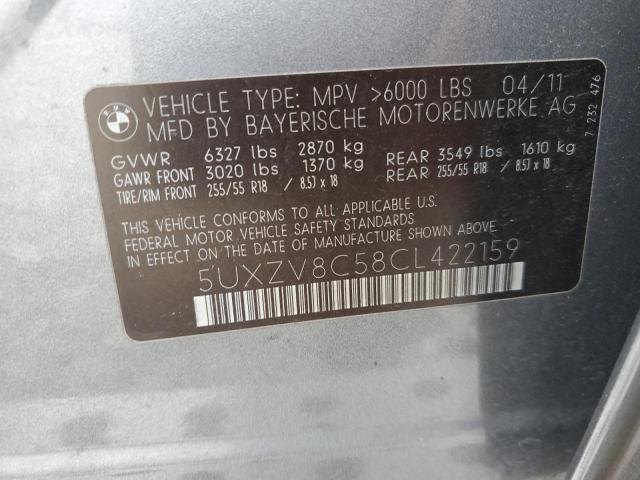 BMW
VEHICLE TYPE: MPV >6000 LBS 04/11
MFD BY BAYERISCHE MOTORENWERKE AG
7 232 476
GVWR 6327 lbs 2870 kg
GAWR FRONT 3020 lbs 1370 kg REAR 3549 lbs 1610 kg
TIRE/RIM FRONT 255/55 R18 / 8.5J x 18 REAR 255/55 R18 / 8.5J x 18
THIS VEHICLE CONFORMS TO ALL APPLICABLE U.S.
FEDERAL MOTOR VEHICLE SAFETY STANDARDS
IN EFFECT ON THE DATE OF MANUFACTURE SHOWN ABOVE.
5UXZV8C58CL422159